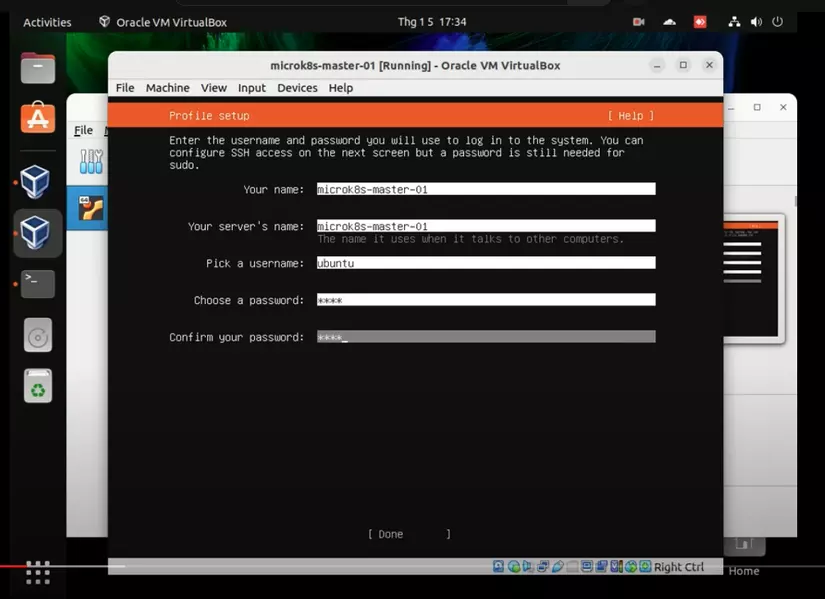 Activities
Oracle VM VirtualBox
Thg 1 5 17:34
microk8s-master-01 [Running] - Oracle VM VirtualBox
File Machine View Input Devices Help
File
Profile setup
[ Help ]
Enter the username and password you will use to log in to the system. You can
configure SSH access on the next screen but a password is still needed for
sudo.
Your name: microk8s-master-01
Your server's name: microk8s-master-01
The name it uses when it talks to other computers.
Pick a username: ubuntu
Choose a password: ****
Confirm your password: ****_
[ Done ]
Right Ctrl
Home